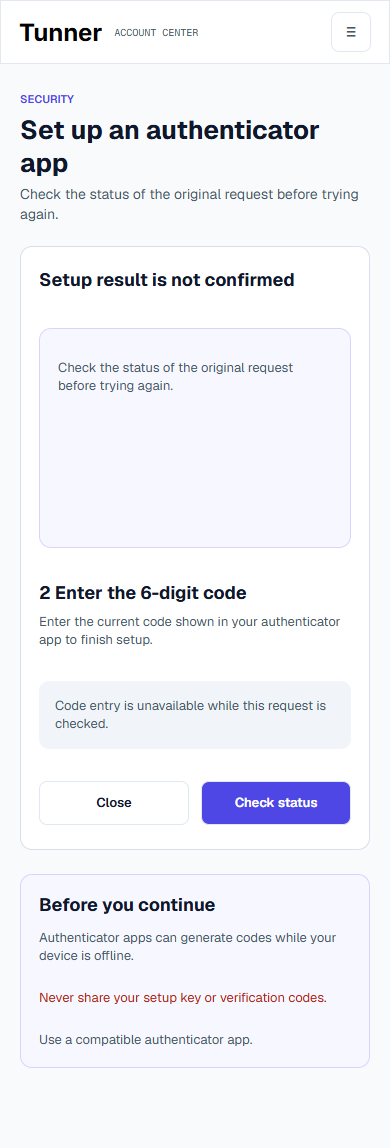 Tunner ACCOUNT CENTER
SECURITY
Set up an authenticator
app
Check the status of the original request before trying
again.
Setup result is not confirmed
Check the status of the original request
before trying again.
2 Enter the 6-digit code
Enter the current code shown in your authenticator
app to finish setup.
Code entry is unavailable while this request is
checked.
Close Check status
Before you continue
Authenticator apps can generate codes while your
device is offline.
Never share your setup key or verification codes.
Use a compatible authenticator app.